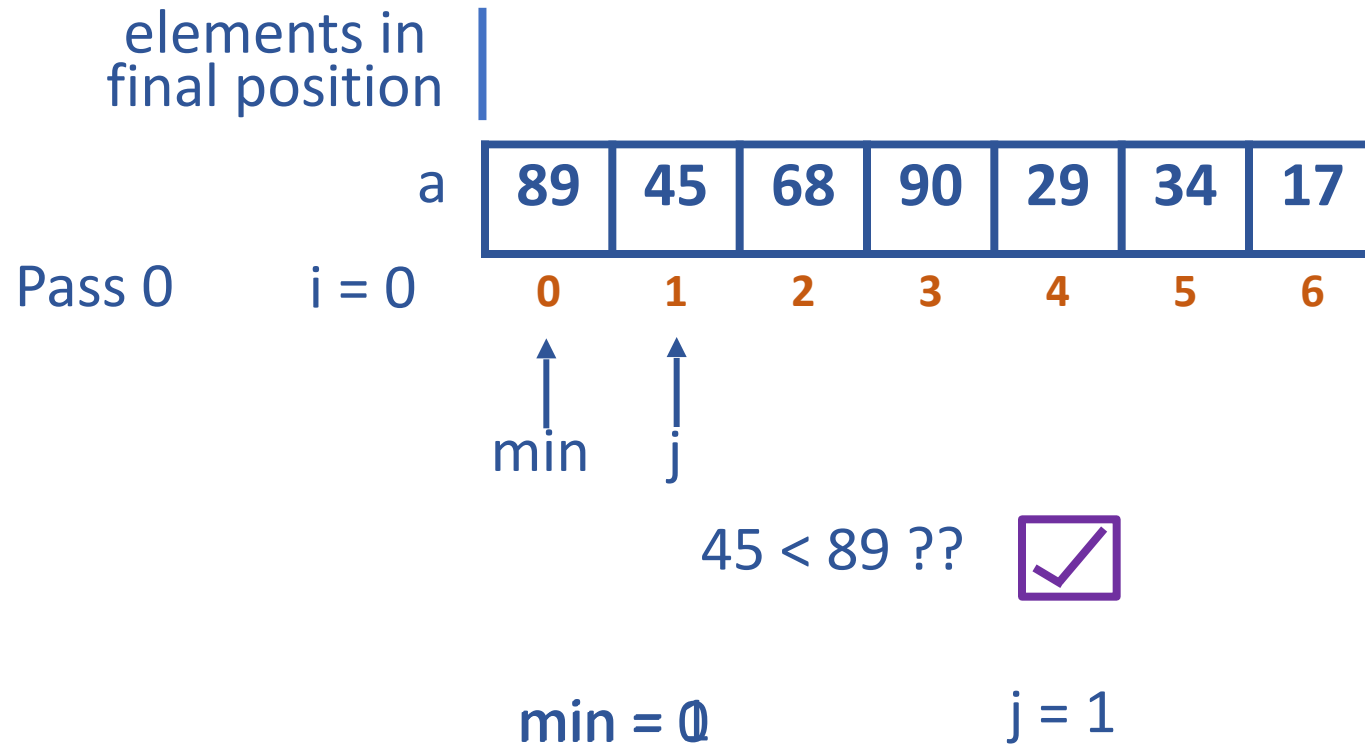 elements in
final position
a 89 45 68 90 29 34 17
Pass 0 i = 0 0 1 2 3 4 5 6
min j
45 < 89 ??
min = j = 1